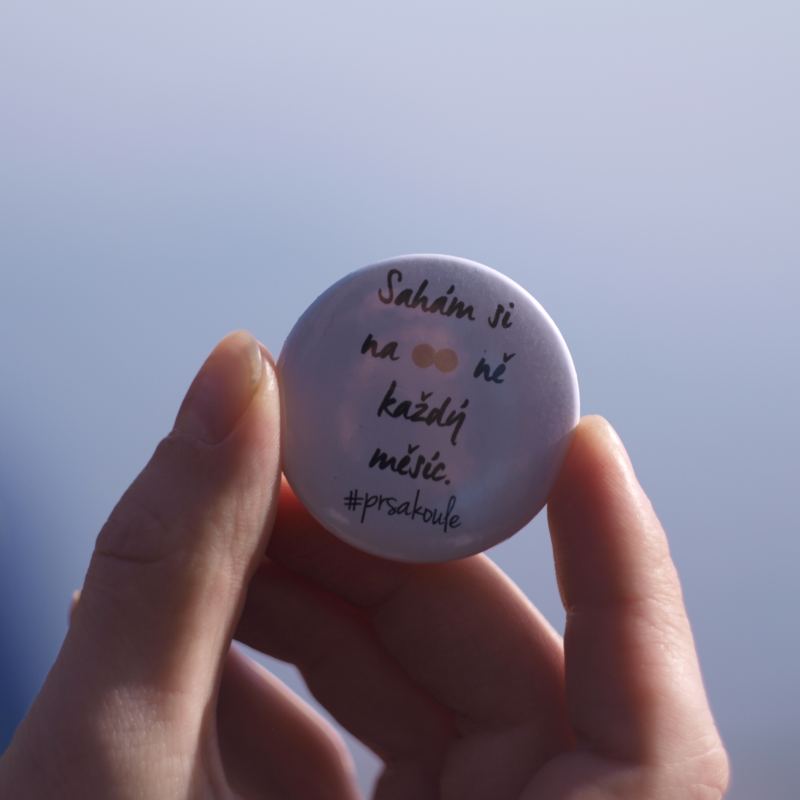 Sahám si
na ně
každý
měsíc.
#prsakoule